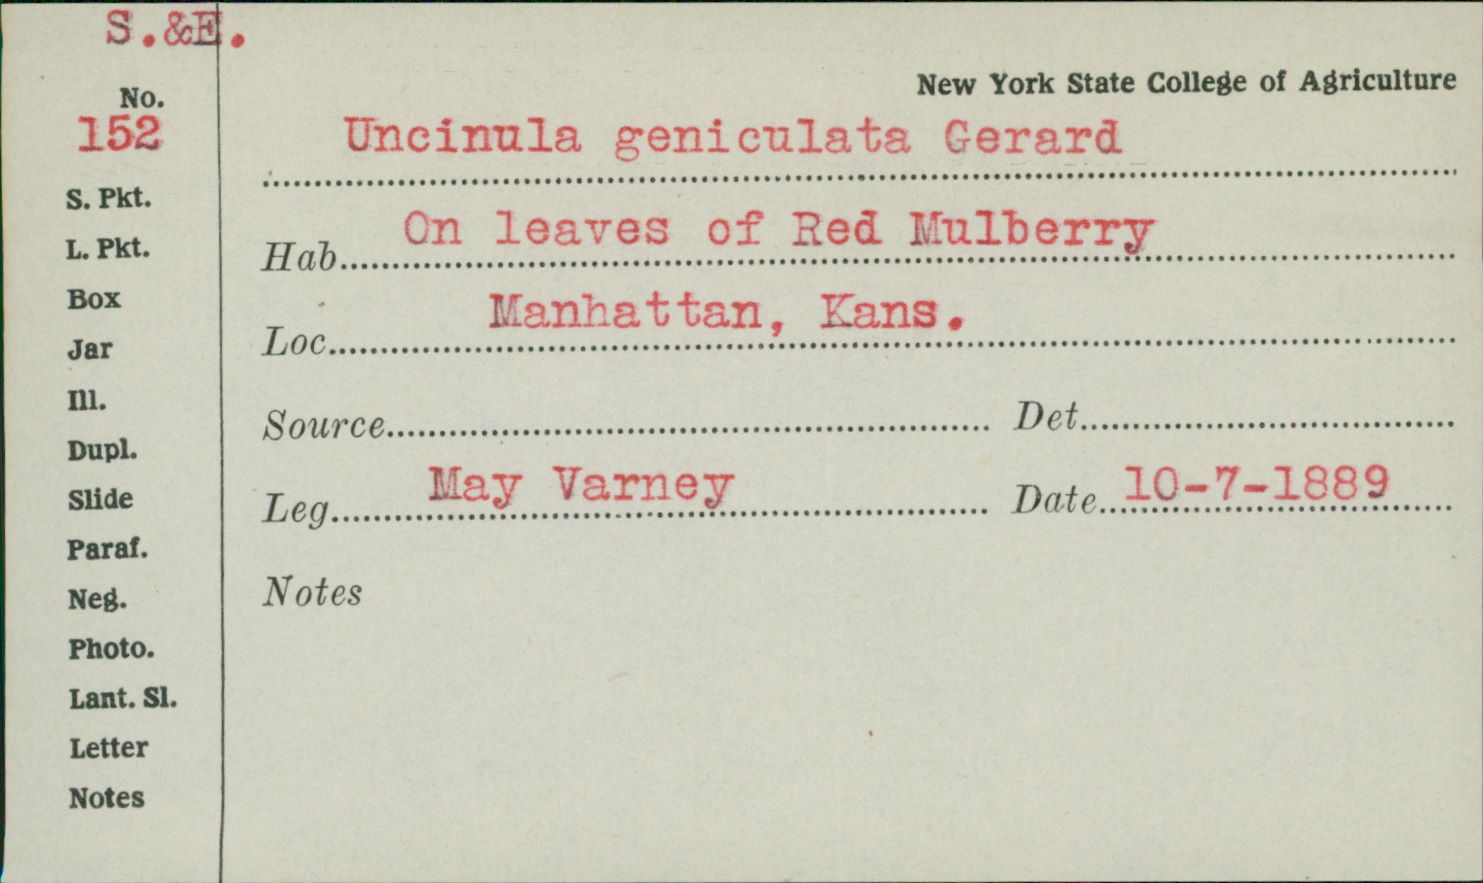 S.&E.
New York State College of Agriculture
No.
152
Uncinula geniculata Gerard
S. Pkt.
Hab On leaves of Red Mulberry
L. Pkt.
Box
Loc Manhattan, Kans.
Jar
Ill.
Source Det
Dupl.
Slide
Leg May Varney Date 10-7-1889
Paraf.
Neg.
Notes
Photo.
Lant. Sl.
Letter
Notes